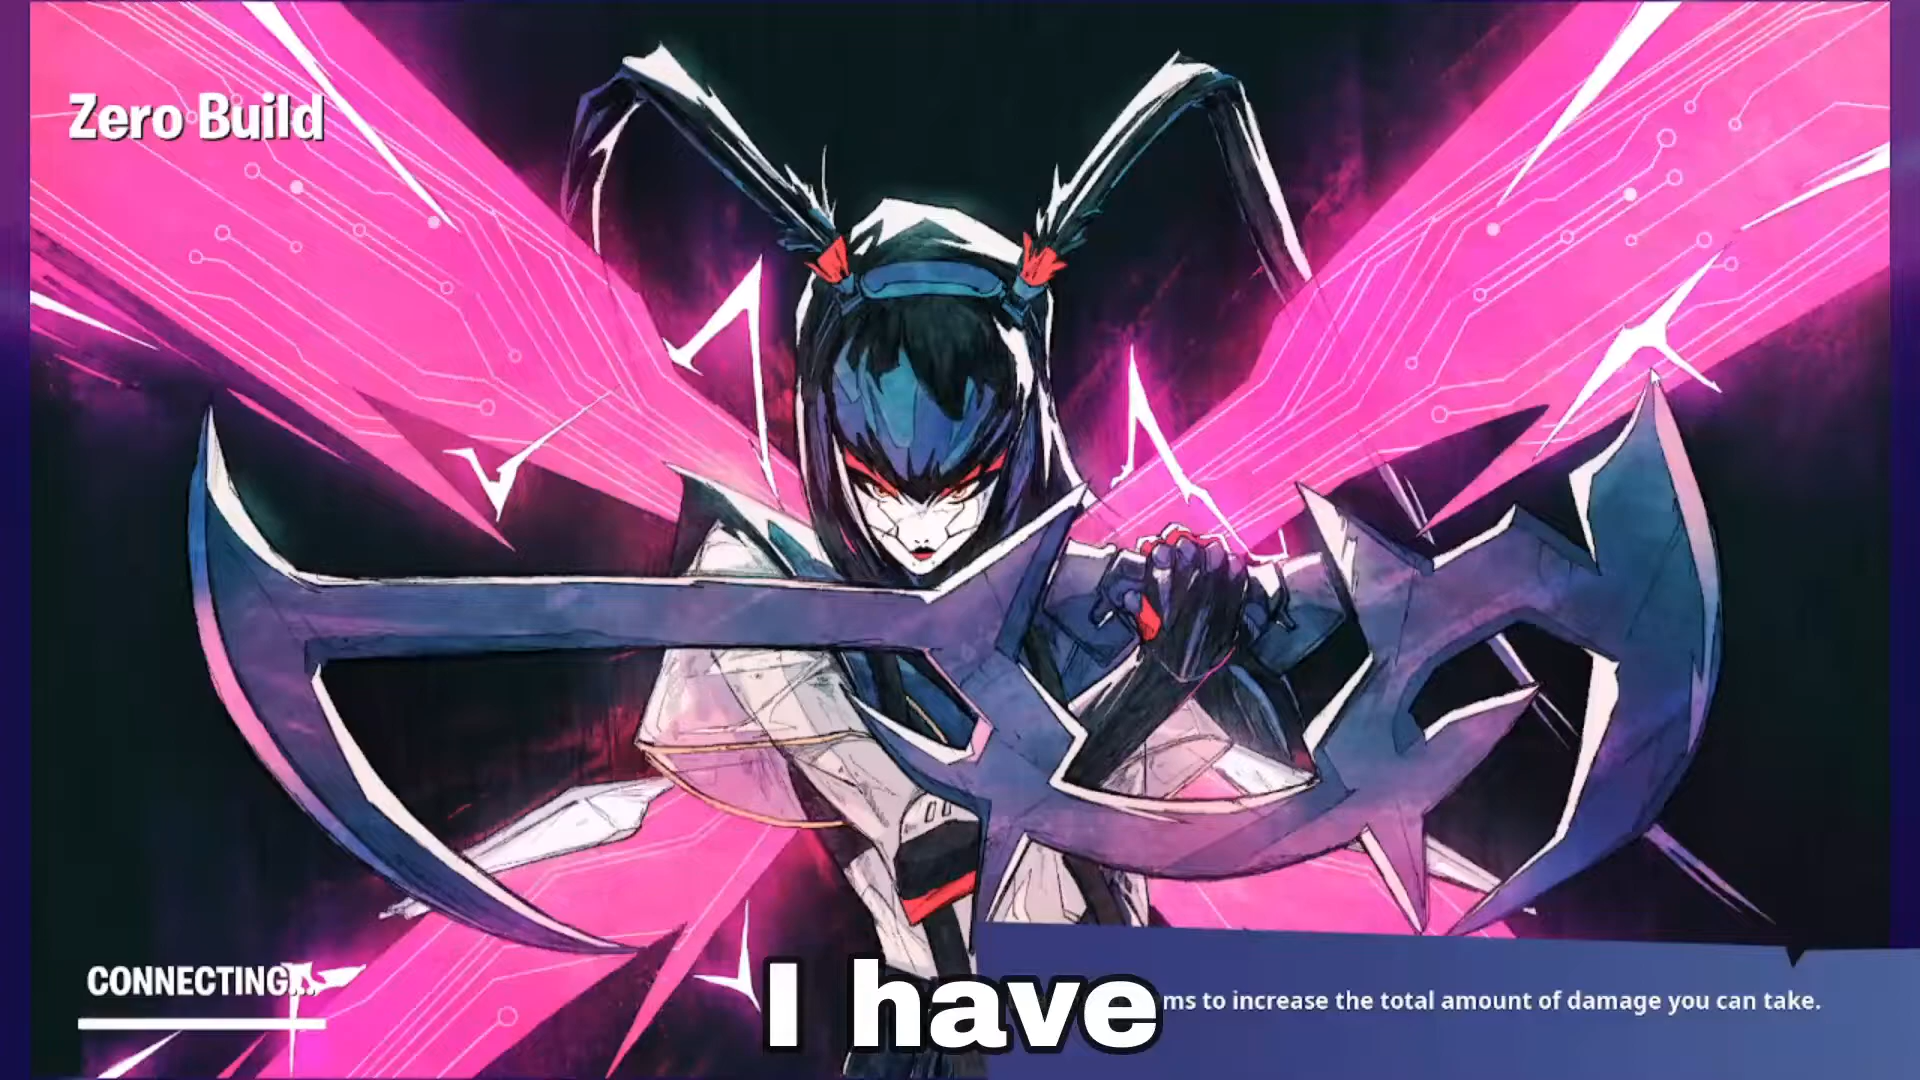 Zero Build
CONNECTING...
I have
ms to increase the total amount of damage you can take.